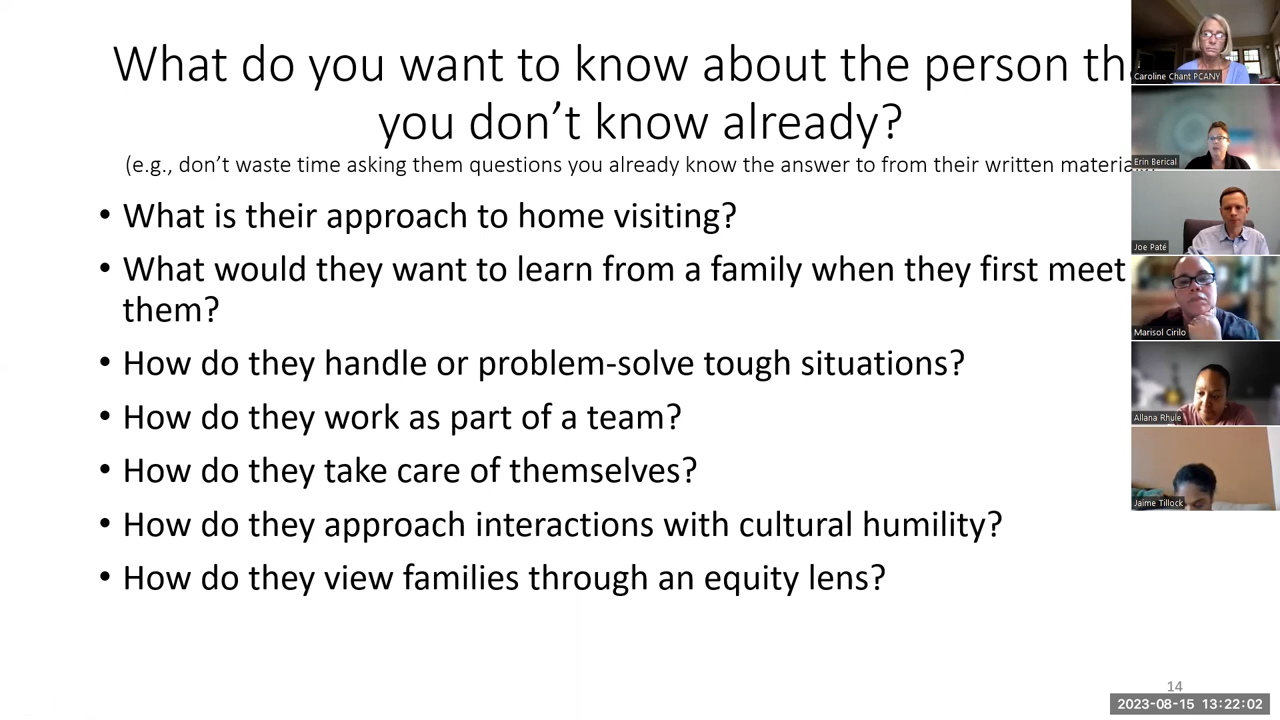 What do you want to know about the person th
you don’t know already?
(e.g., don’t waste time asking them questions you already know the answer to from their written materia
• What is their approach to home visiting?
• What would they want to learn from a family when they first meet
them?
• How do they handle or problem-solve tough situations?
• How do they work as part of a team?
• How do they take care of themselves?
• How do they approach interactions with cultural humility?
• How do they view families through an equity lens?
Caroline Chant PCANY
Erin Berical
Joe Paté
Marisol Cirilo
Allana Rhule
Jaime Tillock
14
2023-08-15 13:22:02